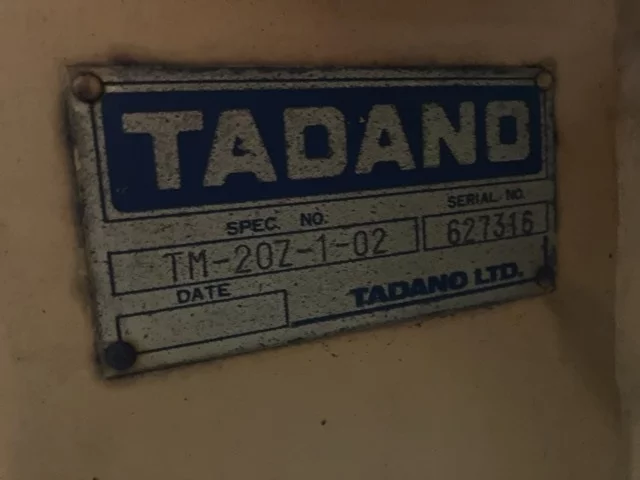 TADANO
SPEC. NO.
SERIAL NO.
TM-20Z-1-02
627316
DATE
TADANO LTD.